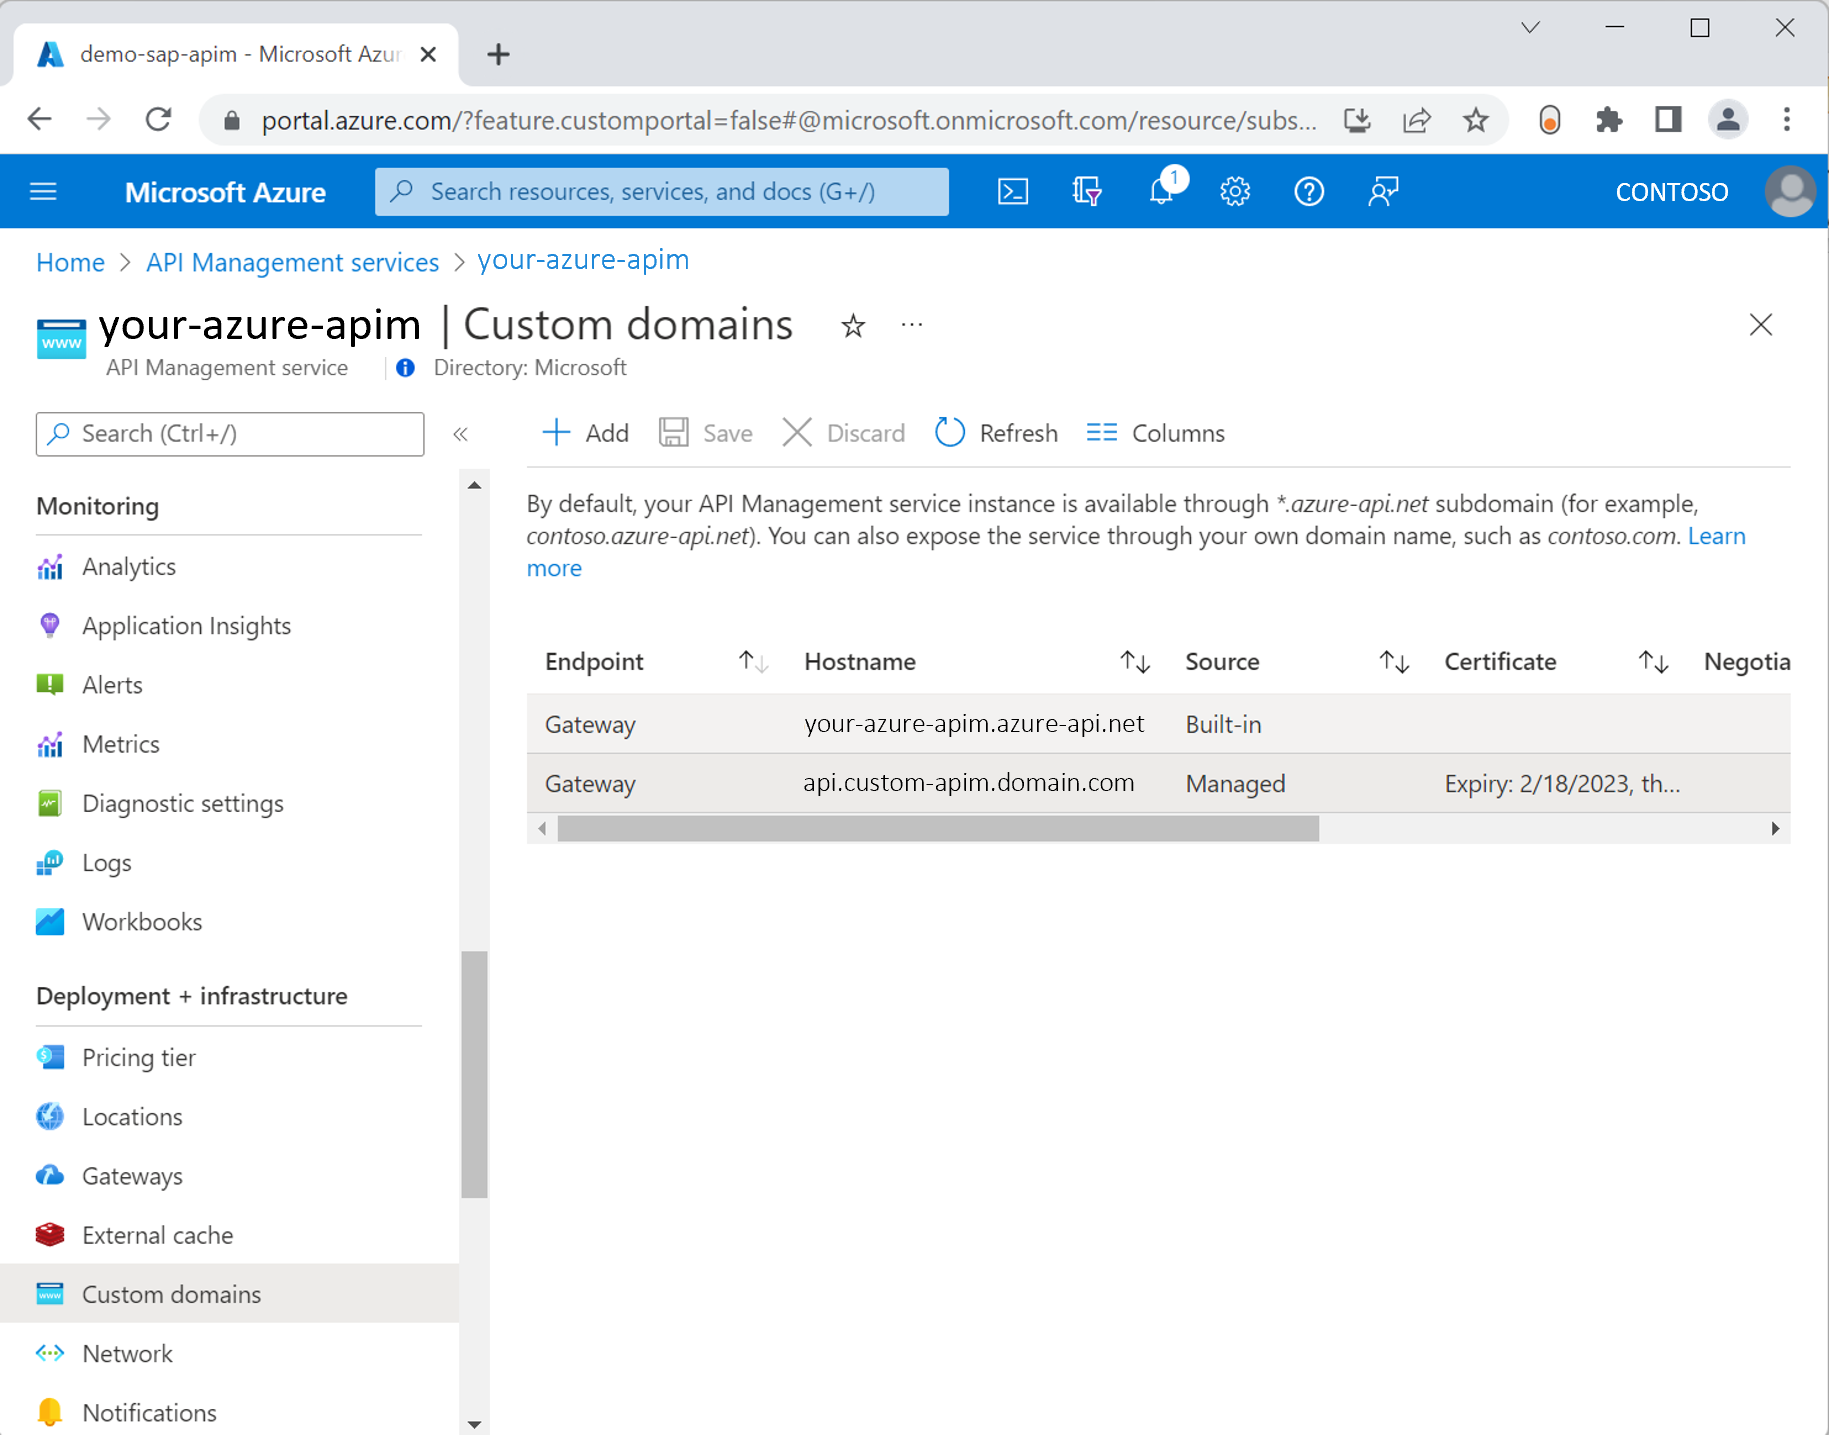 demo-sap-apim - Microsoft Azur
portal.azure.com/?feature.customportal=false#@microsoft.onmicrosoft.com/resource/subs...
Microsoft Azure
Search resources, services, and docs (G+/)
1
CONTOSO
Home > API Management services > your-azure-apim
www
your-azure-apim | Custom domains
API Management service
Directory: Microsoft
Search (Ctrl+/)
«
Add
Save
Discard
Refresh
Columns
Monitoring
Analytics
Application Insights
Alerts
Metrics
Diagnostic settings
Logs
Workbooks
Deployment + infrastructure
Pricing tier
Locations
Gateways
External cache
Custom domains
Network
Notifications
By default, your API Management service instance is available through *.azure-api.net subdomain (for example,
contoso.azure-api.net). You can also expose the service through your own domain name, such as contoso.com. Learn
more
Endpoint Hostname Source Certificate Negotia
Gateway your-azure-apim.azure-api.net Built-in
Gateway api.custom-apim.domain.com Managed Expiry: 2/18/2023, th...